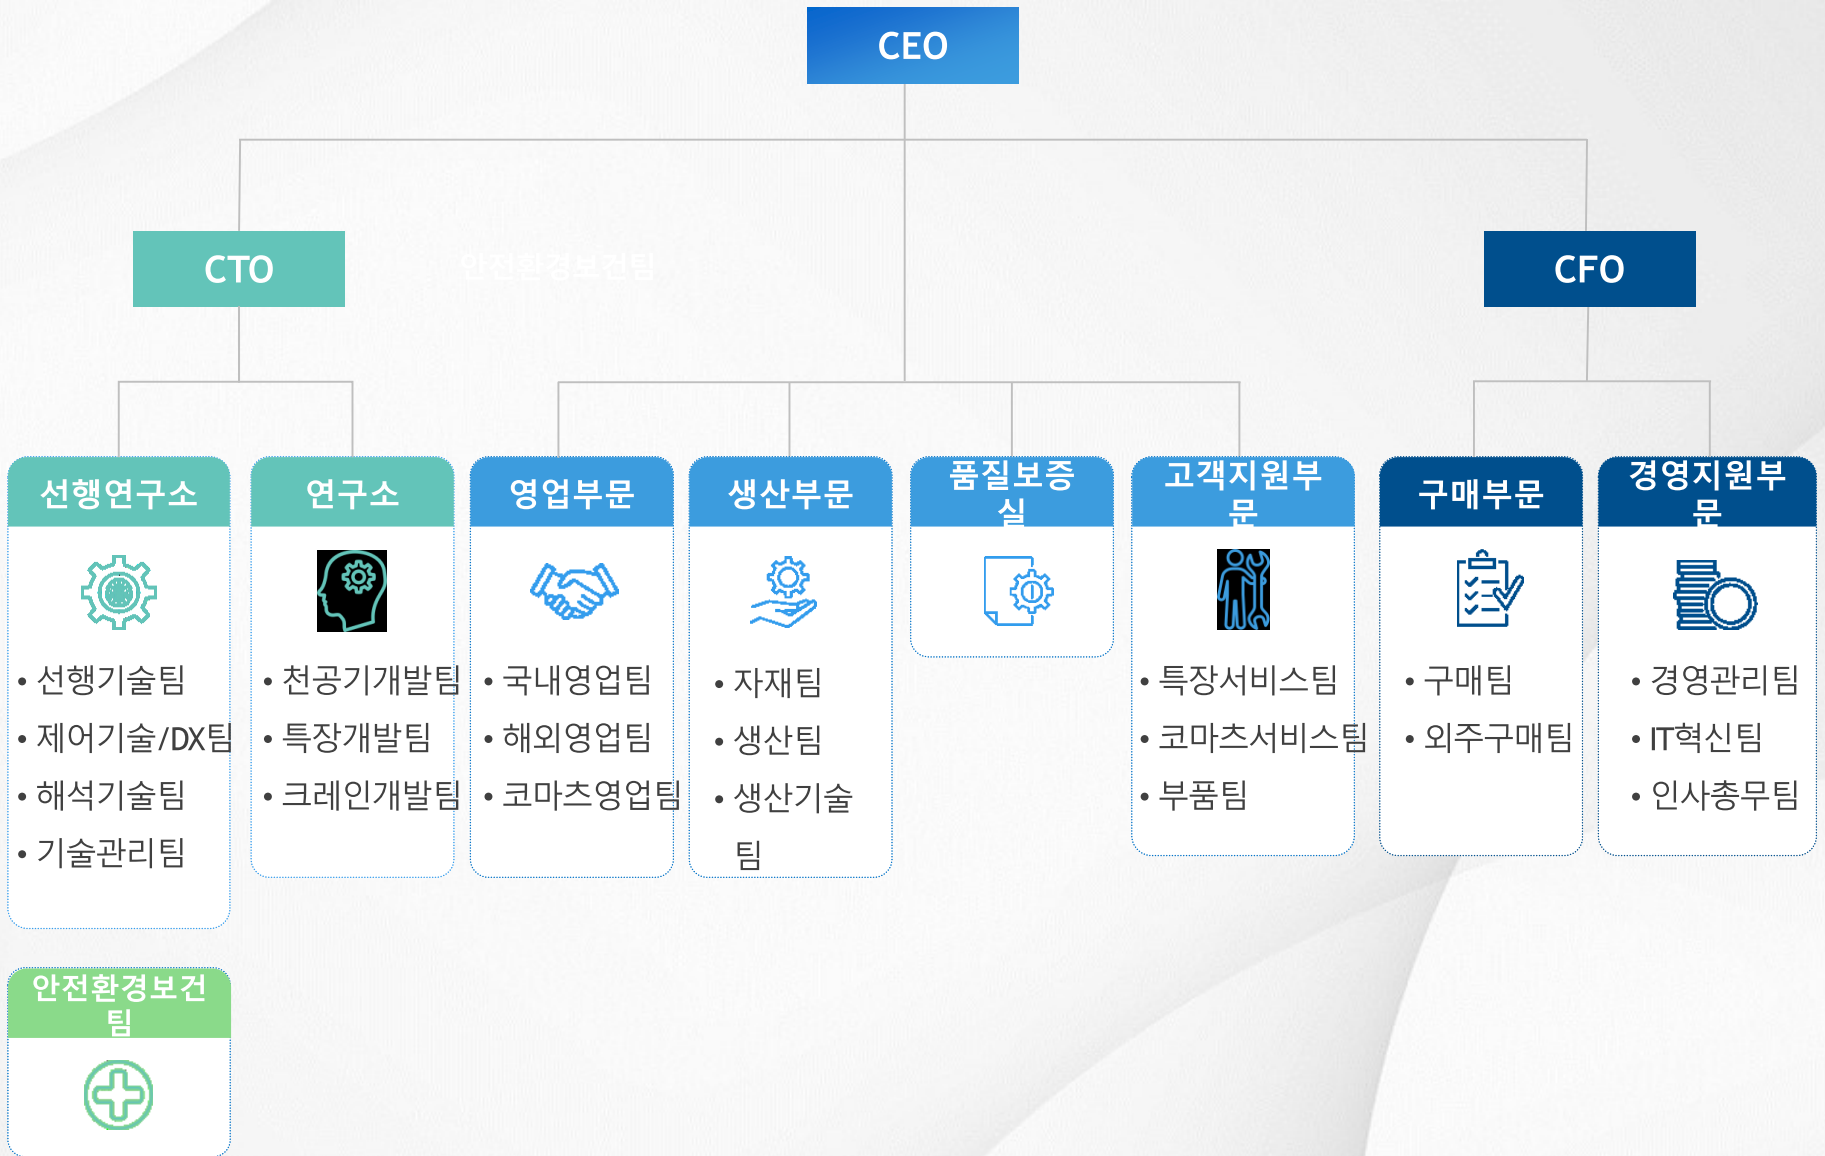 CEO
CTO
안전환경보건팀
CFO
선행연구소
• 선행기술팀
• 제어기술/DX팀
• 해석기술팀
• 기술관리팀
연구소
• 천공기개발팀
• 특장개발팀
• 크레인개발팀
영업부문
• 국내영업팀
• 해외영업팀
• 코마츠영업팀
생산부문
• 자재팀
• 생산팀
• 생산기술
팀
품질보증
실
고객지원부
문
• 특장서비스팀
• 코마츠서비스팀
• 부품팀
구매부문
• 구매팀
• 외주구매팀
경영지원부
문
• 경영관리팀
• IT혁신팀
• 인사총무팀
안전환경보건
팀